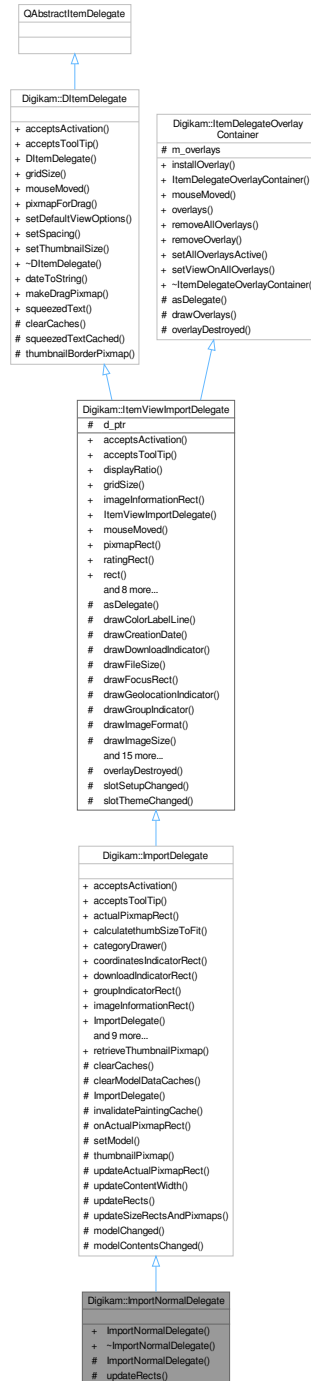 QAbstractItemDelegate
Digikam::DItemDelegate
+ acceptsActivation()
+ acceptsToolTip()
+ DItemDelegate()
+ gridSize()
+ mouseMoved()
+ pixmapForDrag()
+ setDefaultViewOptions()
+ setSpacing()
+ setThumbnailSize()
+ ~DItemDelegate()
+ dateToString()
+ makeDragPixmap()
+ squeezedText()
# clearCaches()
# squeezedTextCached()
# thumbnailBorderPixmap()
Digikam::ItemDelegateOverlay
Container
# m_overlays
+ installOverlay()
+ ItemDelegateOverlayContainer()
+ mouseMoved()
+ overlays()
+ removeAllOverlays()
+ removeOverlay()
+ setAllOverlaysActive()
+ setViewOnAllOverlays()
+ ~ItemDelegateOverlayContainer()
# asDelegate()
# drawOverlays()
# overlayDestroyed()
Digikam::ItemViewImportDelegate
# d_ptr
+ acceptsActivation()
+ acceptsToolTip()
+ displayRatio()
+ gridSize()
+ imageInformationRect()
+ ItemViewImportDelegate()
+ mouseMoved()
+ pixmapRect()
+ ratingRect()
+ rect()
and 8 more...
# asDelegate()
# drawColorLabelLine()
# drawCreationDate()
# drawDownloadIndicator()
# drawFileSize()
# drawFocusRect()
# drawGeolocationIndicator()
# drawGroupIndicator()
# drawImageFormat()
# drawImageSize()
and 15 more...
# overlayDestroyed()
# slotSetupChanged()
# slotThemeChanged()
Digikam::ImportDelegate
+ acceptsActivation()
+ acceptsToolTip()
+ actualPixmapRect()
+ calculatethumbSizeToFit()
+ categoryDrawer()
+ coordinatesIndicatorRect()
+ downloadIndicatorRect()
+ groupIndicatorRect()
+ imageInformationRect()
+ ImportDelegate()
and 9 more...
+ retrieveThumbnailPixmap()
# clearCaches()
# clearModelDataCaches()
# ImportDelegate()
# invalidatePaintingCache()
# onActualPixmapRect()
# setModel()
# thumbnailPixmap()
# updateActualPixmapRect()
# updateContentWidth()
# updateRects()
# updateSizeRectsAndPixmaps()
# modelChanged()
# modelContentsChanged()
Digikam::ImportNormalDelegate
+ ImportNormalDelegate()
+ ~ImportNormalDelegate()
# ImportNormalDelegate()
# updateRects()